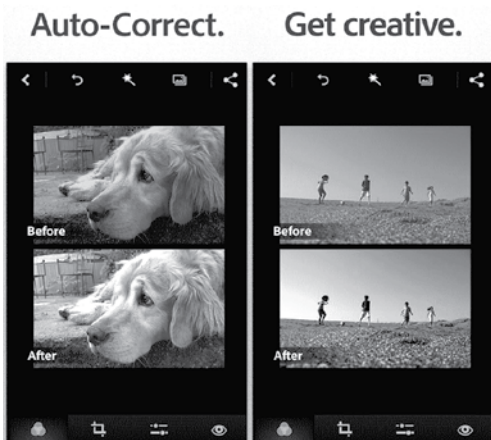 Auto-Correct.
Get creative.
Before
After
Before
After